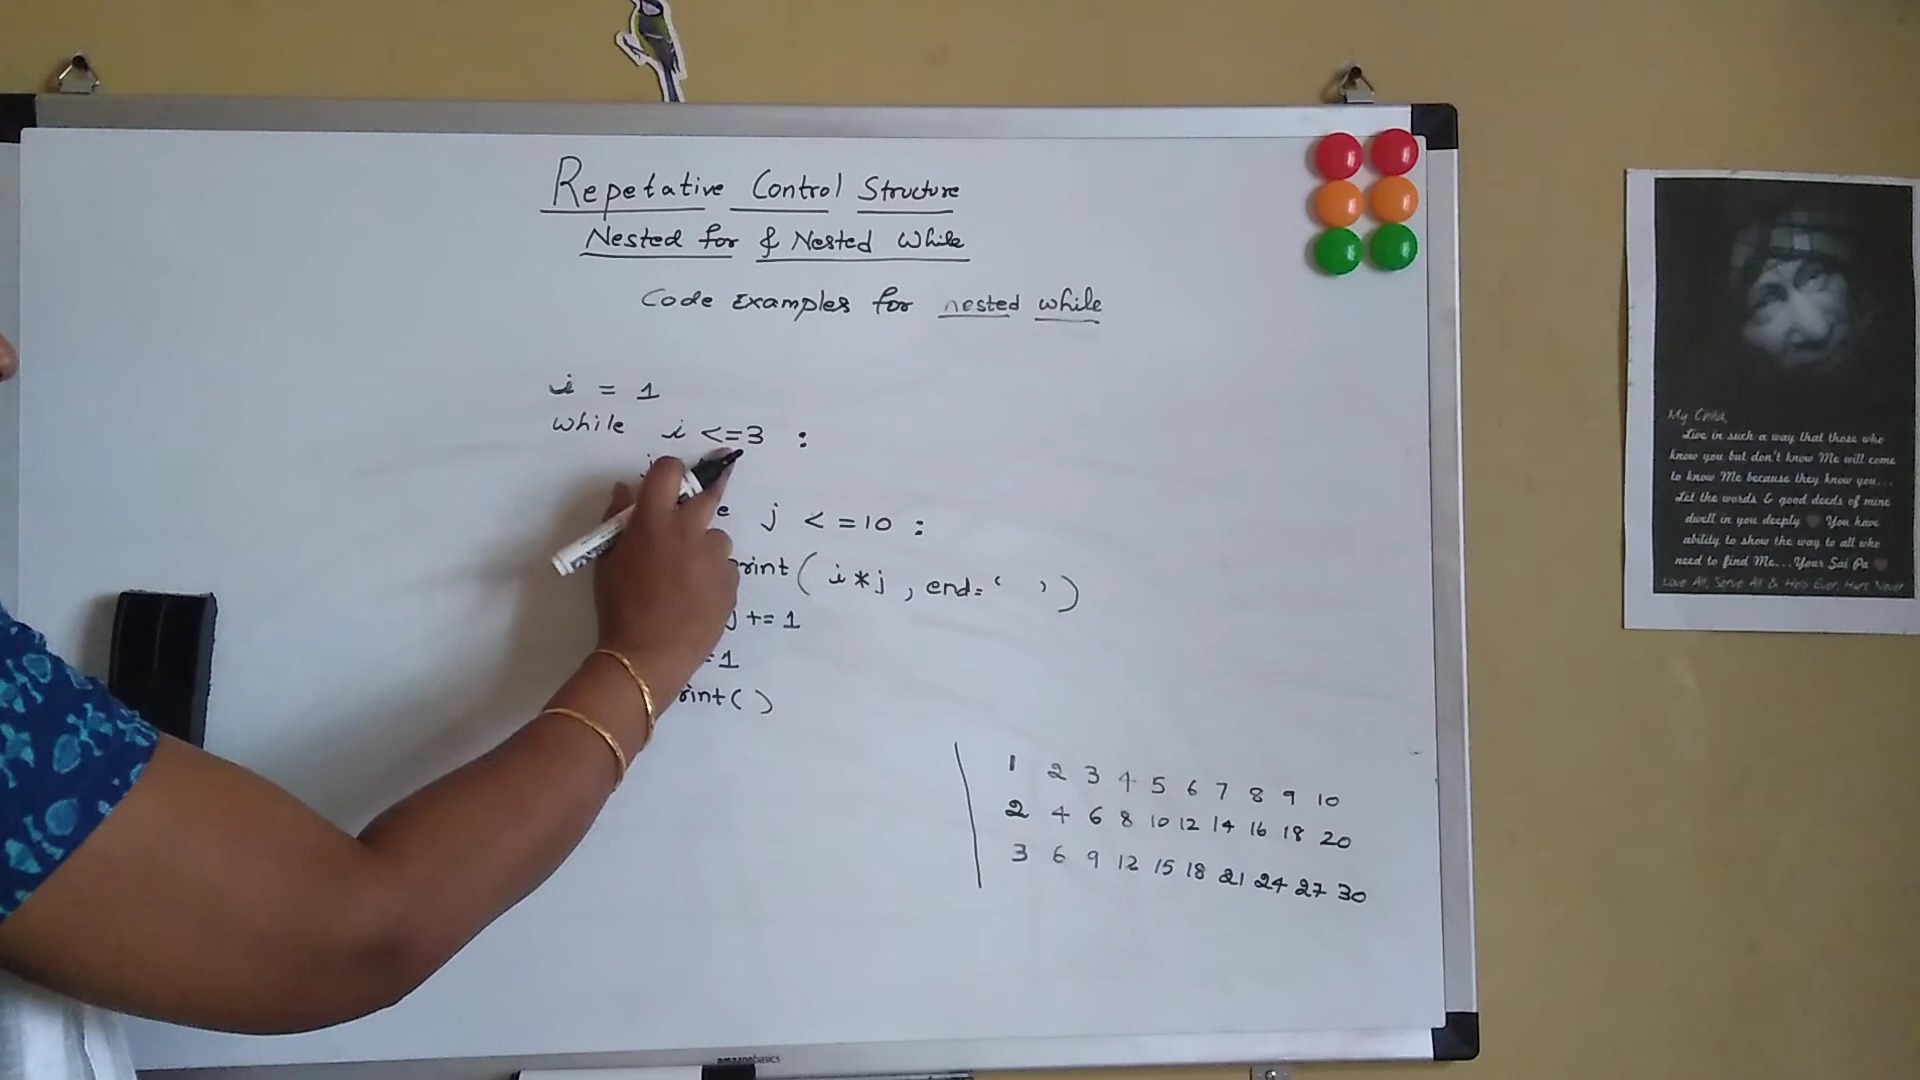 Repetative Control Structure
Nested for & Nested While
Code Examples for nested while
i = 1
while i <=3 :
j
e j <=10 :
rint( i*j , end=' ')
j += 1
=1
rint( )
1 2 3 4 5 6 7 8 9 10
2 4 6 8 10 12 14 16 18 20
3 6 9 12 15 18 21 24 27 30
amazonbasics
My Child,
Live in such a way that those who
know you but don't know Me will come
to know Me because they know you...
Let the words & good deeds of mine
dwell in you deeply You have
ability to show the way to all who
need to find Me...Your Sai Pa
Love All, Serve All & Help Ever, Hurt Never